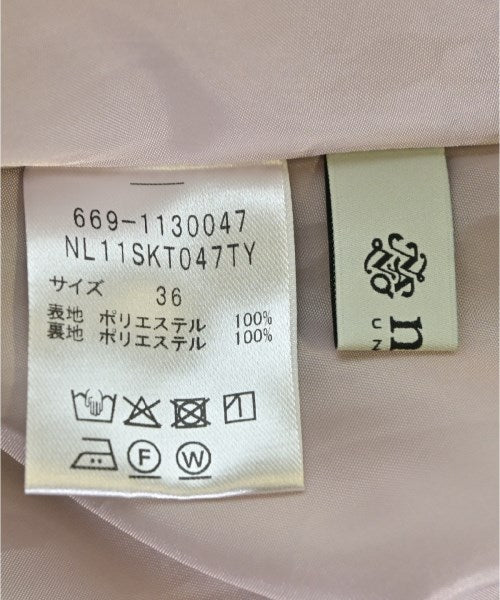 669-1130047
NL11SKT047TY
サイズ 36
表地 ポリエステル 100%
裏地 ポリエステル 100%
F
W
n